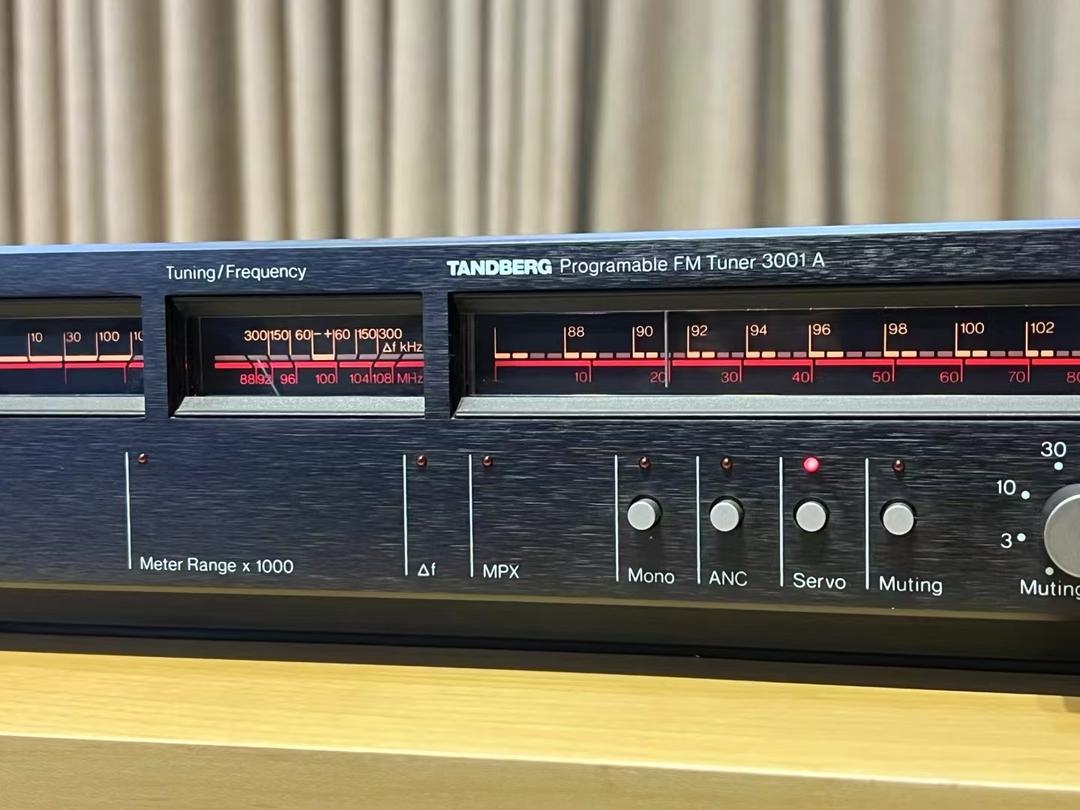 Tuning/Frequency
TANDBERG Programable FM Tuner 3001 A
10 30 100
300 150 60 - + 60 150 300
Δf kHz
88 92 96 100 104 108 MHz
88 90 92 94 96 98 100 102
10 20 30 40 50 60 70 80
30
10
3
Meter Range x 1000
Δf
MPX
Mono
ANC
Servo
Muting
Muting